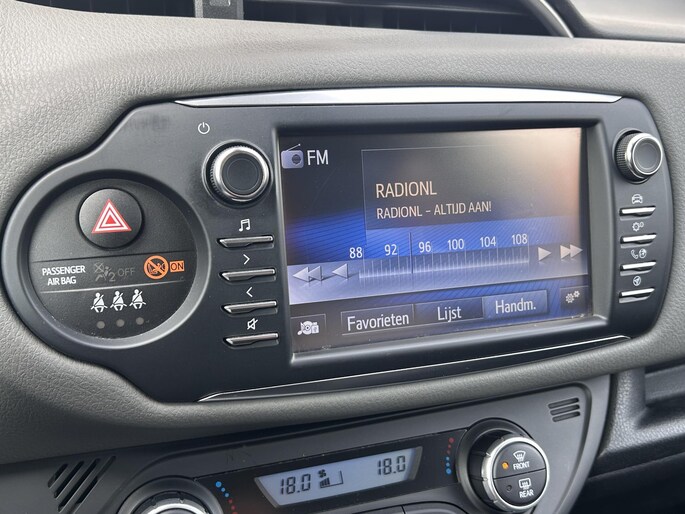 FM
RADIONL
RADIONL – ALTIJD AAN!
88 92 96 100 104 108
Favorieten Lijst Handm.
PASSENGER
AIR BAG
2 OFF
ON
18.0 18.0
FRONT
REAR